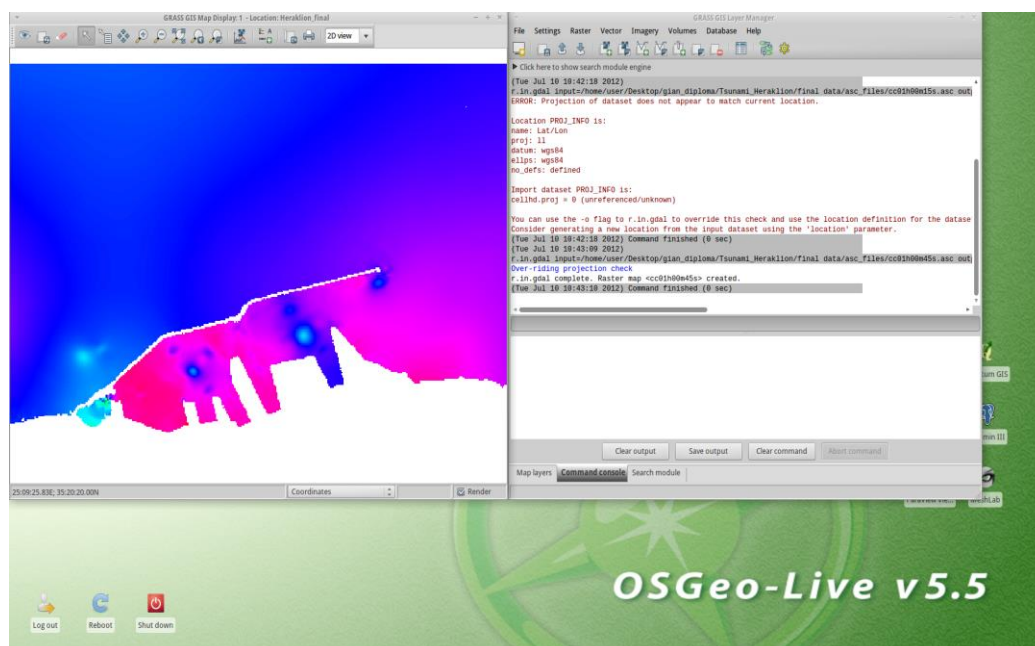 GRASS GIS Map Display: 1 - Location: Heraklion_final
2D view
25:09:25.83E; 35:20:20.00N
Coordinates
Render
GRASS GIS Layer Manager
File Settings Raster Vector Imagery Volumes Database Help
Click here to show search module engine
(Tue Jul 10 10:42:18 2012)
r.in.gdal input=/home/user/Desktop/gian_diploma/Tsunami_Heraklion/final data/asc_files/cc01h00m15s.asc out
ERROR: Projection of dataset does not appear to match current location.
Location PROJ_INFO is:
name: Lat/Lon
proj: ll
datum: wgs84
ellps: wgs84
no_defs: defined
Import dataset PROJ_INFO is:
cellhd.proj = 0 (unreferenced/unknown)
You can use the -o flag to r.in.gdal to override this check and use the location definition for the datase
Consider generating a new location from the input dataset using the 'location' parameter.
(Tue Jul 10 10:42:18 2012) Command finished (0 sec)
(Tue Jul 10 10:43:09 2012)
r.in.gdal input=/home/user/Desktop/gian_diploma/Tsunami_Heraklion/final data/asc_files/cc01h00m45s.asc out
Over-riding projection check
r.in.gdal complete. Raster map <cc01h00m45s> created.
(Tue Jul 10 10:43:10 2012) Command finished (0 sec)
Clear output Save output Clear command Abort command
Map layers Command console Search module
tum GIS
min III
MeshLab
OSGeo-Live v5.5
Log out Reboot Shut down